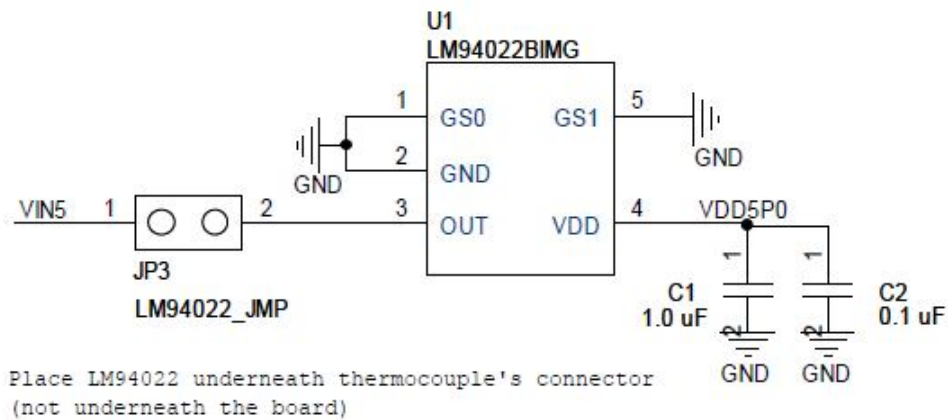 U1
LM94022BIMG
1
GS0
GS1
5
GND
2
GND
GND
VIN5
1
2
3
OUT
VDD
4
VDD5P0
JP3
LM94022_JMP
1
1
C1
1.0 uF
C2
0.1 uF
2
2
GND
GND
Place LM94022 underneath thermocouple's connector
(not underneath the board)